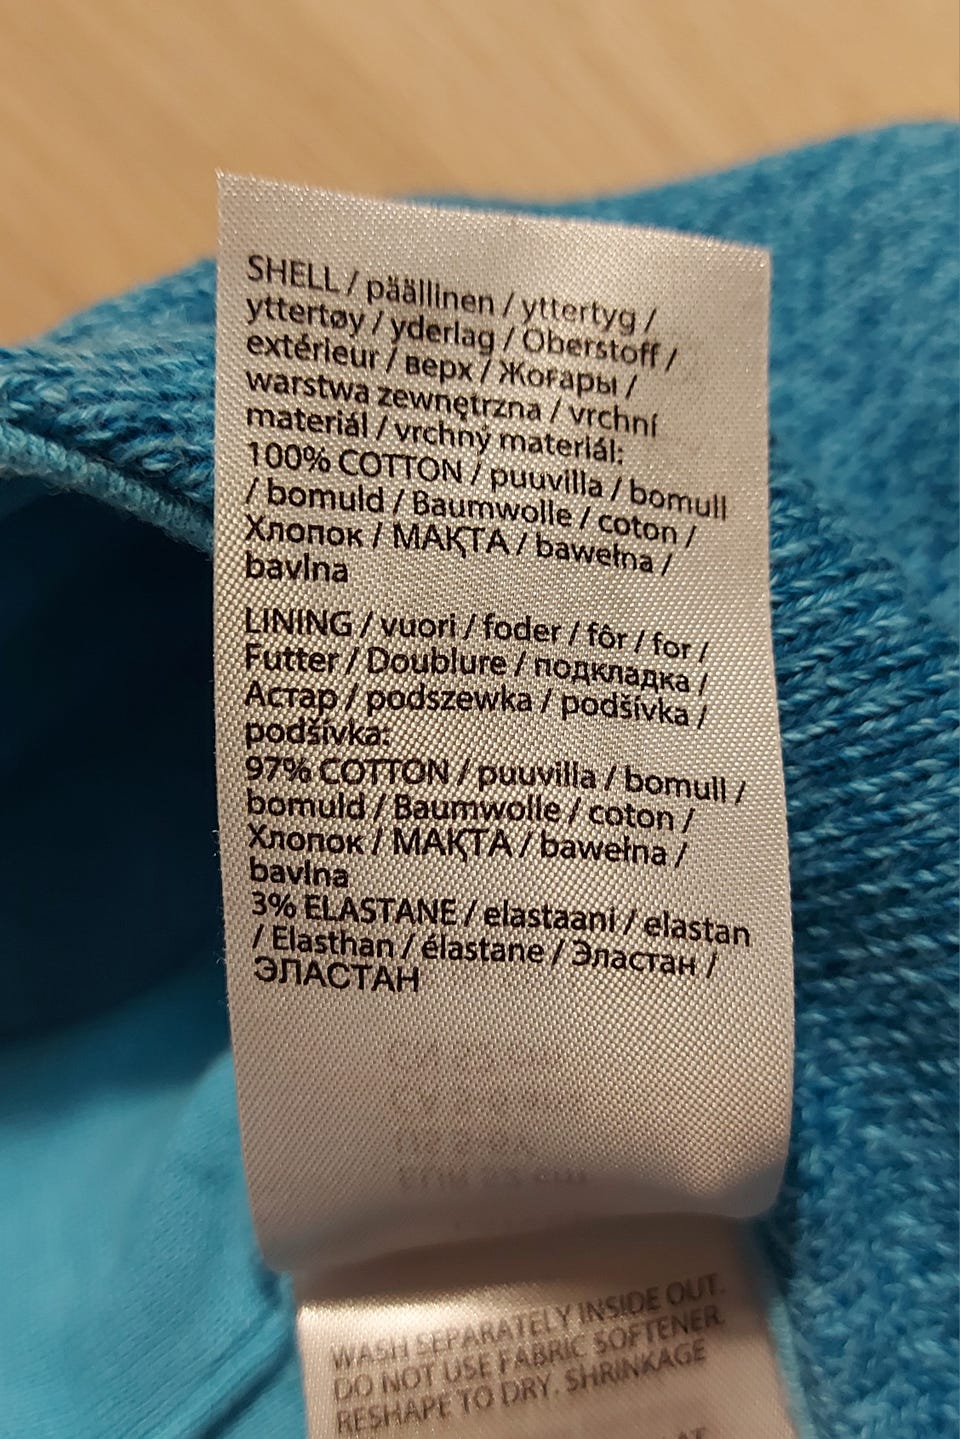 SHELL / päällinen / yttertyg /
yttertøy / yderlag / Oberstoff /
extérieur / верх / Жоғары /
warstwa zewnętrzna / vrchní
materiál / vrchný materiál:
100% COTTON / puuvilla / bomull
/ bomuld / Baumwolle / coton /
Хлопок / МАҚТА / bawełna /
bavlna
LINING / vuori / foder / fôr / for /
Futter / Doublure / подкладка /
Астар / podszewka / podšívka /
podšívka:
97% COTTON / puuvilla / bomull /
bomuld / Baumwolle / coton /
Хлопок / МАҚТА / bawełna /
bavlna
3% ELASTANE / elastaani / elastan
/ Elasthan / élastane / Эластан /
ЭЛАСТАН
WASH SEPARATELY INSIDE OUT.
DO NOT USE FABRIC SOFTENER.
RESHAPE TO DRY. SHRINKAGE